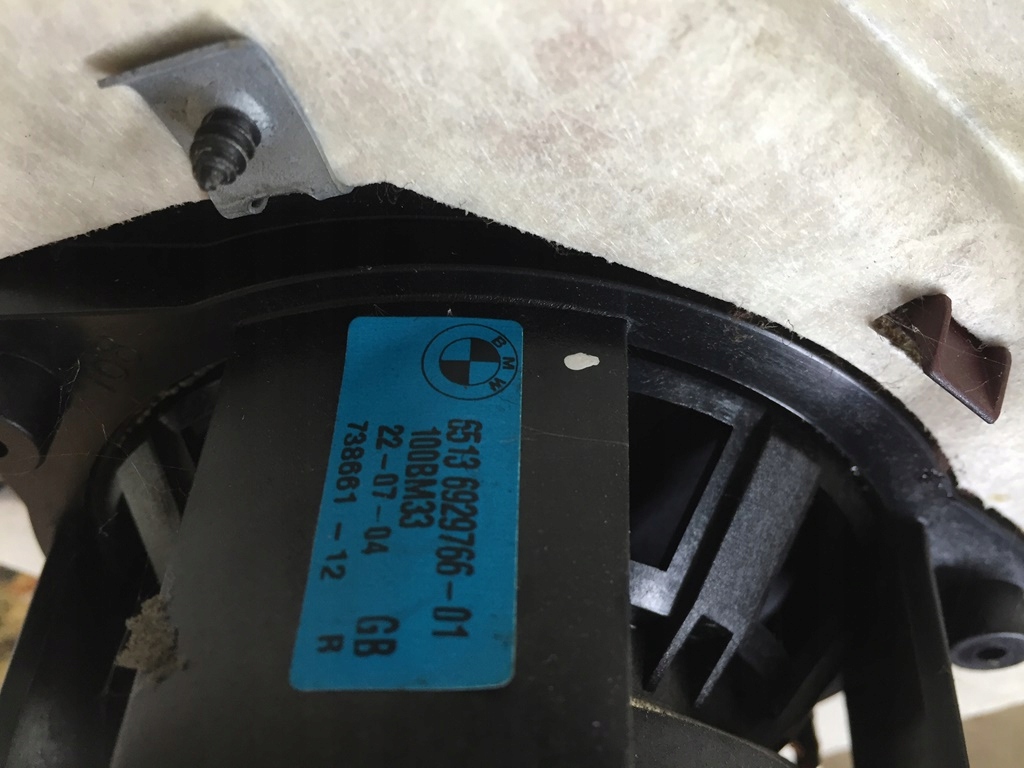 BMW
6513 6929766-01
100BM33
22-07-04 GB
738661-12 R